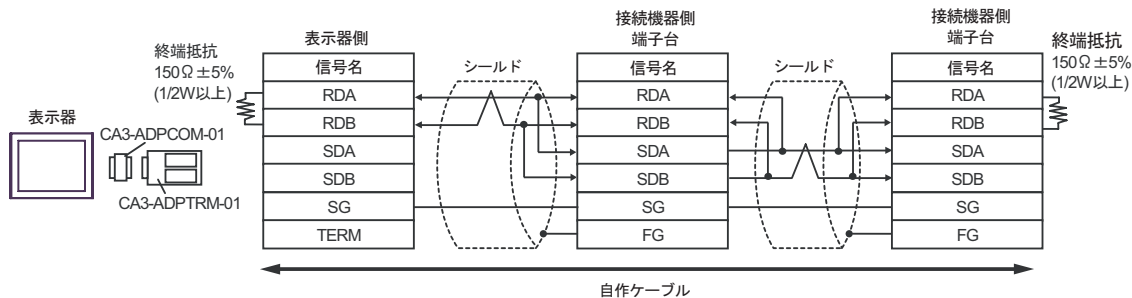 表示器
CA3-ADPCOM-01
CA3-ADPTRM-01
終端抵抗
150Ω±5%
(1/2W以上)
表示器側
信号名
RDA
RDB
SDA
SDB
SG
TERM
シールド
接続機器側
端子台
信号名
RDA
RDB
SDA
SDB
SG
FG
シールド
接続機器側
端子台
信号名
RDA
RDB
SDA
SDB
SG
FG
終端抵抗
150Ω±5%
(1/2W以上)
自作ケーブル